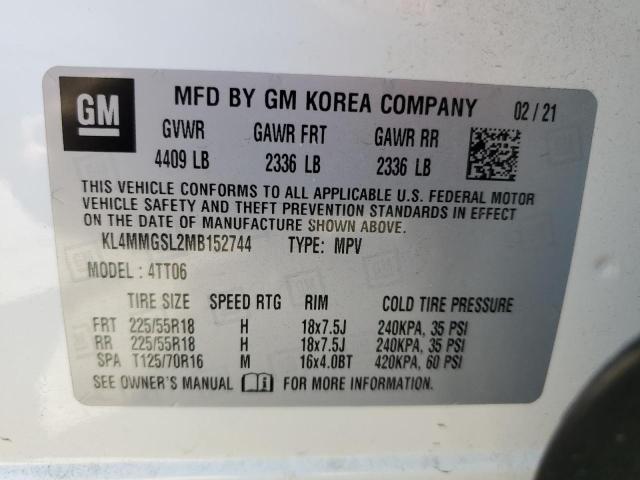 GM
MFD BY GM KOREA COMPANY 02/21
GVWR GAWR FRT GAWR RR
4409 LB 2336 LB 2336 LB
THIS VEHICLE CONFORMS TO ALL APPLICABLE U.S. FEDERAL MOTOR
VEHICLE SAFETY AND THEFT PREVENTION STANDARDS IN EFFECT
ON THE DATE OF MANUFACTURE SHOWN ABOVE.
KL4MMGSL2MB152744 TYPE: MPV
MODEL : 4TT06
TIRE SIZE SPEED RTG RIM COLD TIRE PRESSURE
FRT 225/55R18 H 18x7.5J 240KPA, 35 PSI
RR 225/55R18 H 18x7.5J 240KPA, 35 PSI
SPA T125/70R16 M 16x4.0BT 420KPA, 60 PSI
SEE OWNER'S MANUAL FOR MORE INFORMATION.